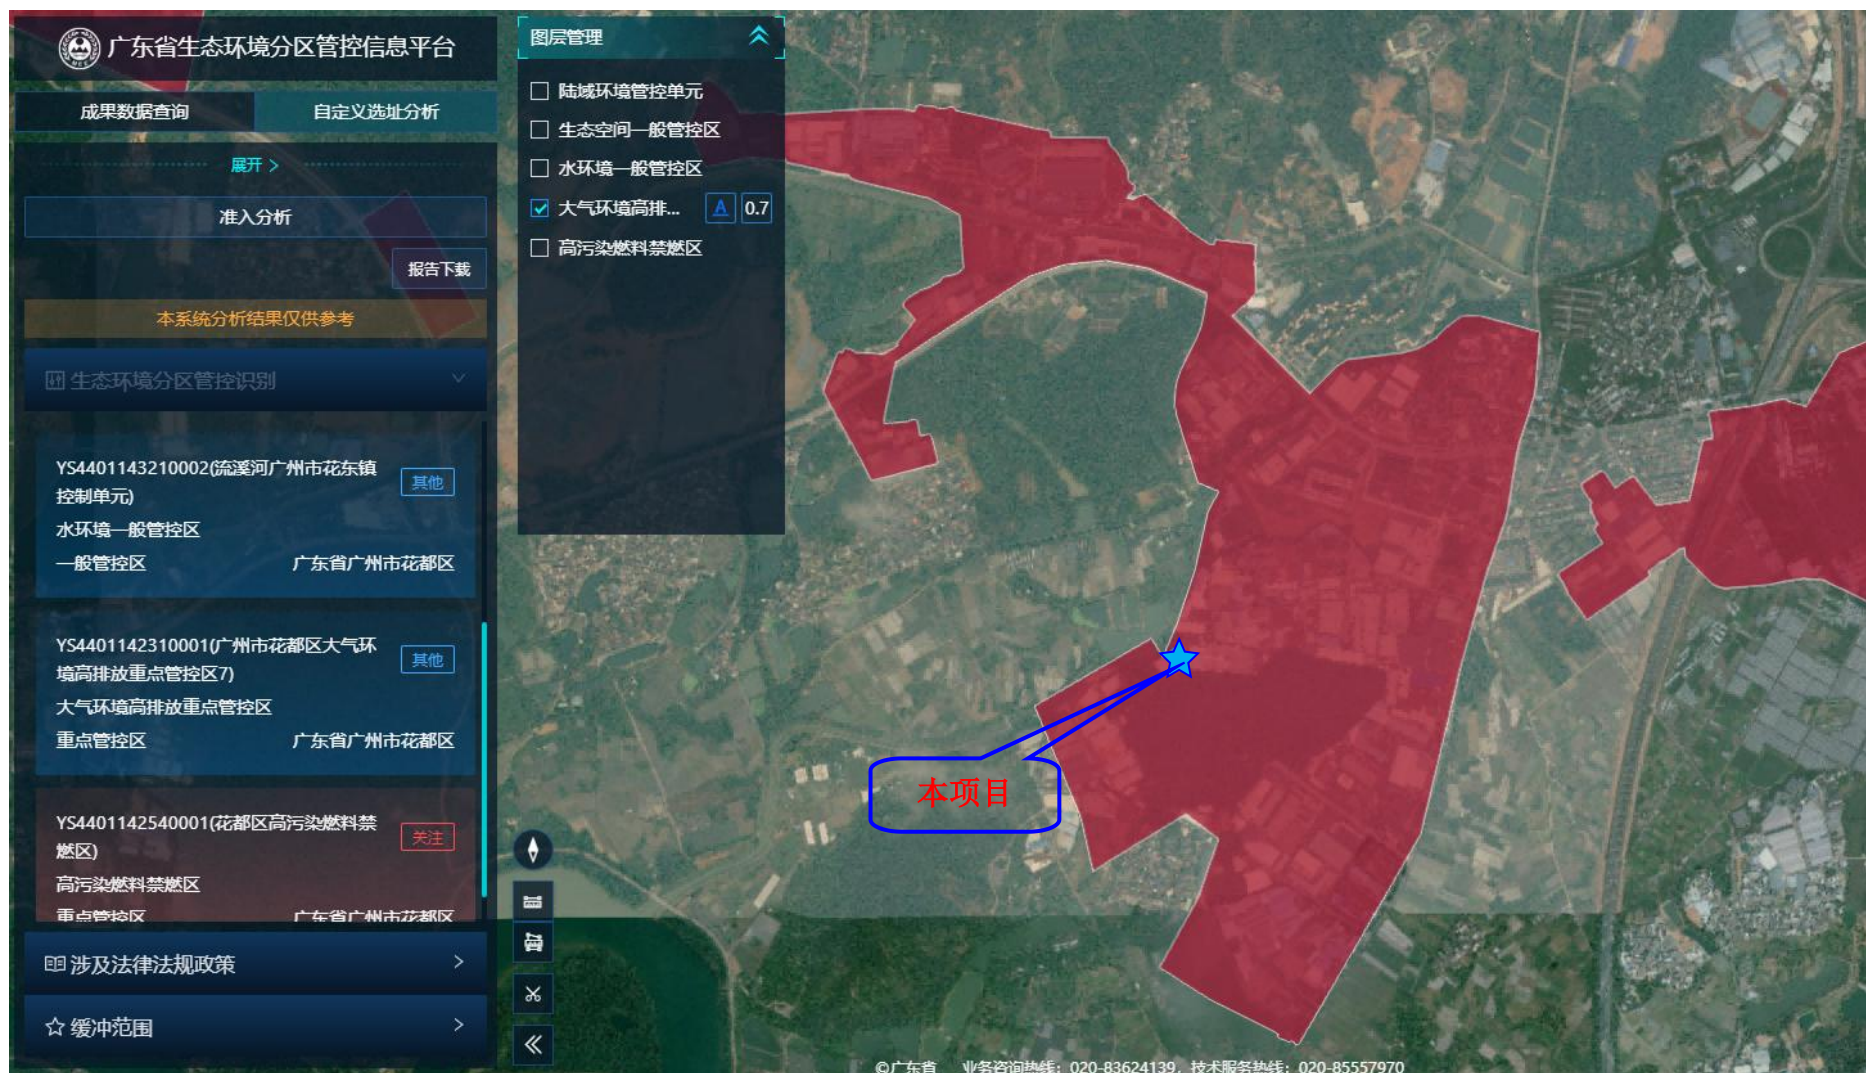 广东省生态环境分区管控信息平台
成果数据查询
自定义选址分析
展开 >
准入分析
报告下载
本系统分析结果仅供参考
生态环境分区管控识别
YS4401143210002(流溪河广州市花东镇
控制单元)
其他
水环境一般管控区
一般管控区
广东省广州市花都区
YS4401142310001(广州市花都区大气环
境高排放重点管控区7)
其他
大气环境高排放重点管控区
重点管控区
广东省广州市花都区
YS4401142540001(花都区高污染燃料禁
燃区)
关注
高污染燃料禁燃区
重点管控区
广东省广州市花都区
涉及法律法规政策
缓冲范围
图层管理
陆域环境管控单元
生态空间一般管控区
水环境一般管控区
大气环境高排...
A
0.7
高污染燃料禁燃区
本项目
©广东省 业务咨询热线：020-83624139，技术服务热线：020-85557970